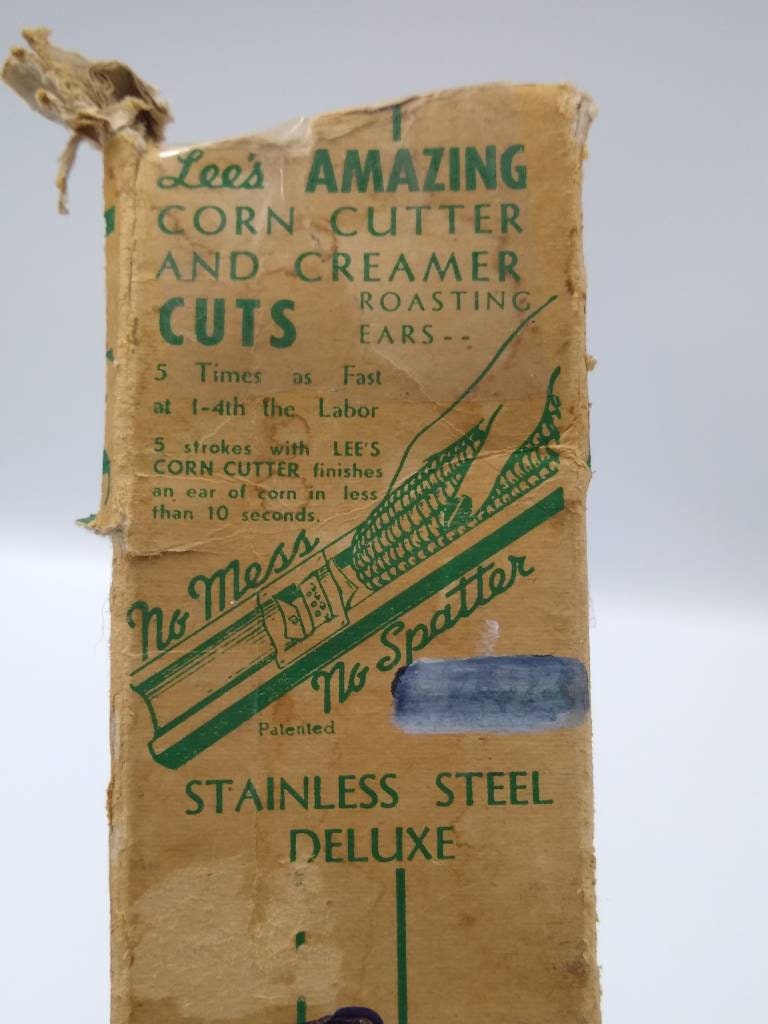 Lee's AMAZING
CORN CUTTER
AND CREAMER
CUTS ROASTING
EARS--
5 Times as Fast
at 1-4th the Labor
5 strokes with LEE'S
CORN CUTTER finishes
an ear of corn in less
than 10 seconds.
No Mess
No Spatter
Patented
STAINLESS STEEL
DELUXE